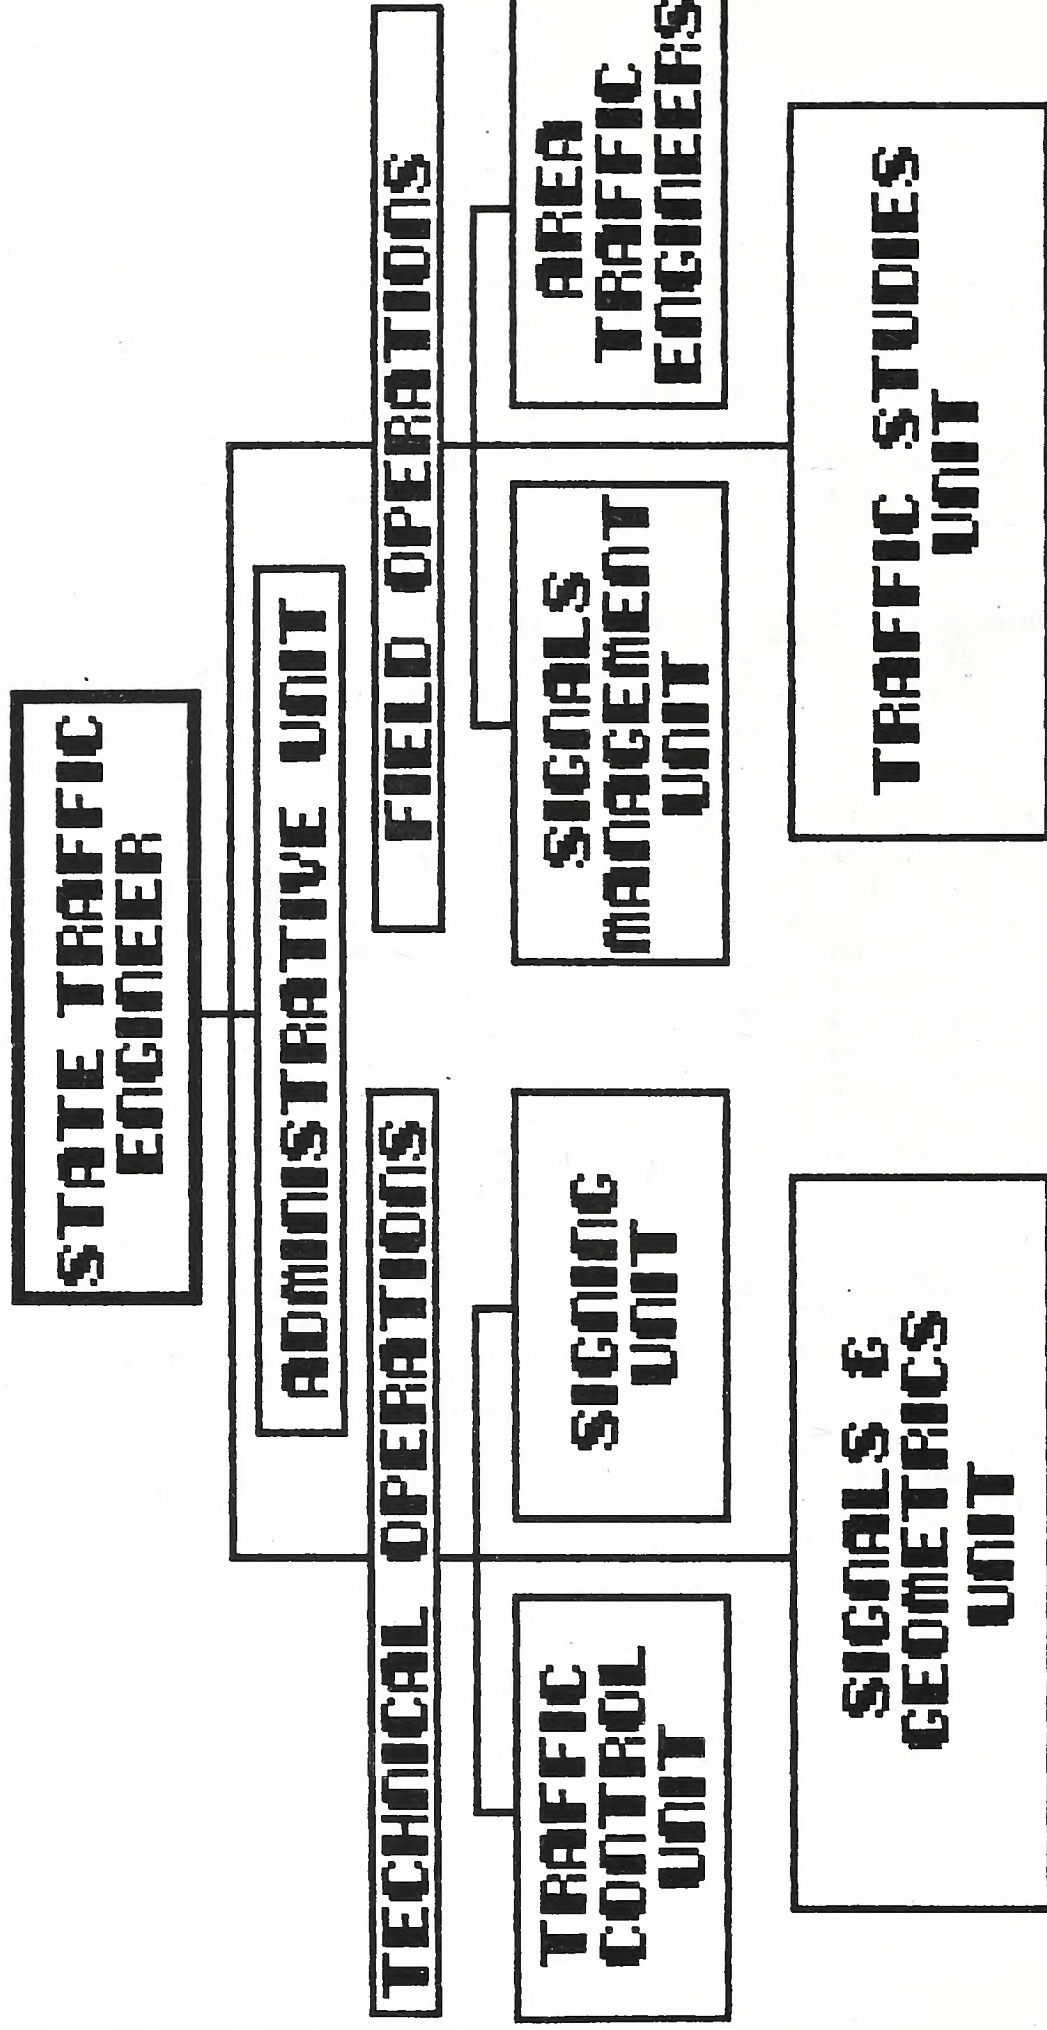 STATE TRAFFIC
ENGINEER
ADMINISTRATIVE UNIT
TECHNICAL OPERATIONS
FIELD OPERATIONS
TRAFFIC
CONTROL
UNIT
SIGNING
UNIT
SIGNALS
MANAGEMENT
UNIT
AREA
TRAFFIC
ENGINEERS
SIGNALS &
GEOMETRICS
UNIT
TRAFFIC STUDIES
UNIT